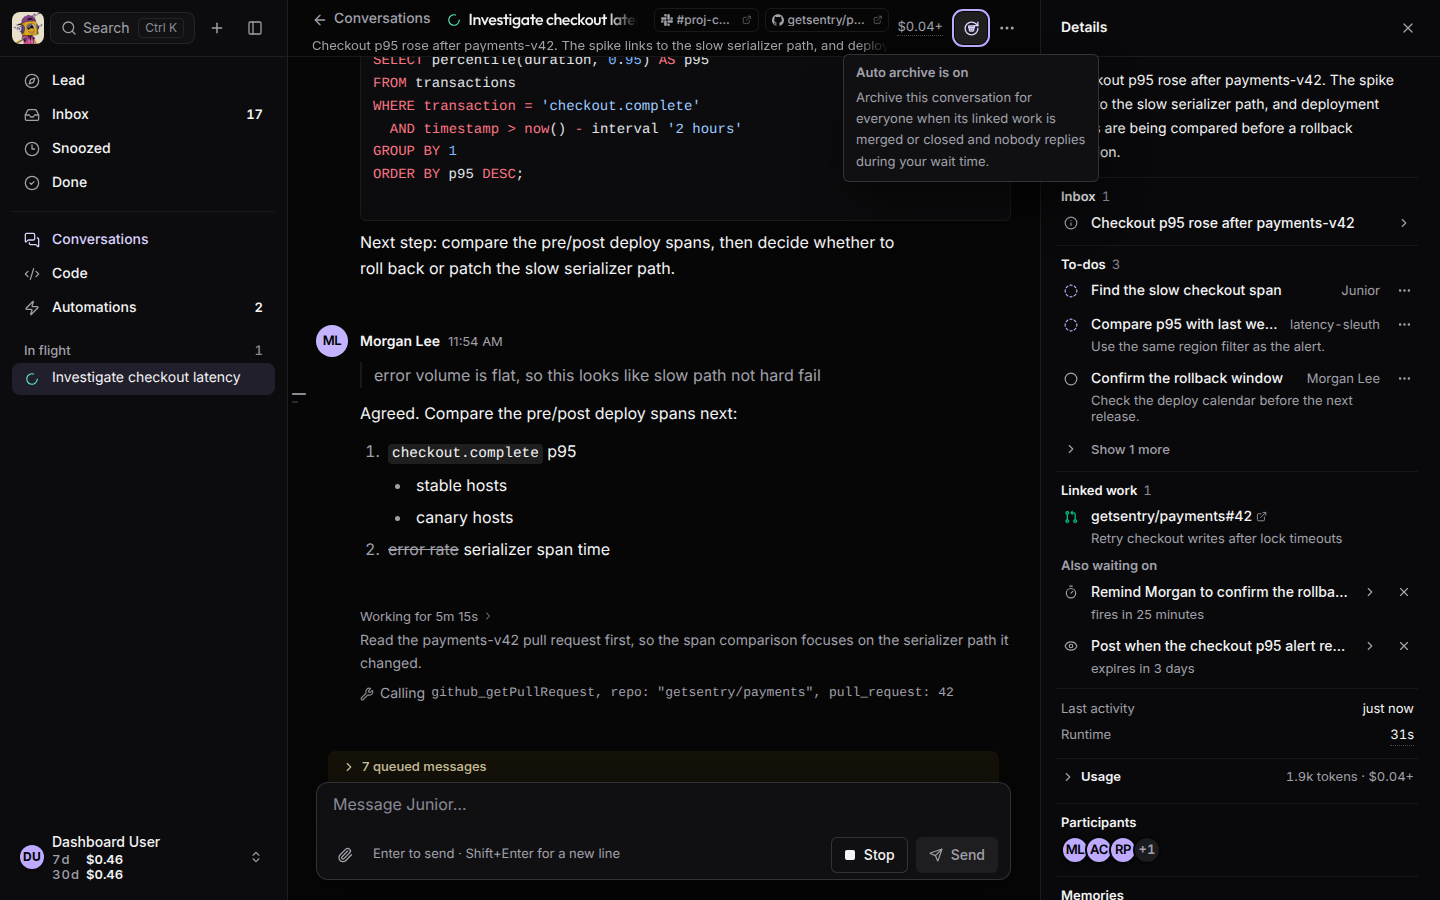 Search Ctrl K
Lead
Inbox 17
Snoozed
Done
Conversations
Code
Automations 2
In flight 1
Investigate checkout latency
Dashboard User
DU
7d $0.46
30d $0.46
Conversations
Investigate checkout late
#proj-c...
getsentry/p...
$0.04+
Checkout p95 rose after payments-v42. The spike links to the slow serializer path, and deploy
SELECT percentile(duration, 0.95) AS p95
FROM transactions
WHERE transaction = 'checkout.complete'
AND timestamp > now() - interval '2 hours'
GROUP BY 1
ORDER BY p95 DESC;
Auto archive is on
Archive this conversation for
everyone when its linked work is
merged or closed and nobody replies
during your wait time.
Next step: compare the pre/post deploy spans, then decide whether to
roll back or patch the slow serializer path.
ML Morgan Lee 11:54 AM
error volume is flat, so this looks like slow path not hard fail
Agreed. Compare the pre/post deploy spans next:
1. checkout.complete p95
• stable hosts
• canary hosts
2. error rate serializer span time
Working for 5m 15s
Read the payments-v42 pull request first, so the span comparison focuses on the serializer path it
changed.
Calling github_getPullRequest, repo: "getsentry/payments", pull_request: 42
7 queued messages
Message Junior...
Enter to send · Shift+Enter for a new line
Stop
Send
Details
kout p95 rose after payments-v42. The spike
o the slow serializer path, and deployment
s are being compared before a rollback
on.
Inbox 1
Checkout p95 rose after payments-v42
To-dos 3
Find the slow checkout span Junior
Compare p95 with last we... latency-sleuth
Use the same region filter as the alert.
Confirm the rollback window Morgan Lee
Check the deploy calendar before the next
release.
Show 1 more
Linked work 1
getsentry/payments#42
Retry checkout writes after lock timeouts
Also waiting on
Remind Morgan to confirm the rollba...
fires in 25 minutes
Post when the checkout p95 alert re...
expires in 3 days
Last activity just now
Runtime 31s
Usage 1.9k tokens · $0.04+
Participants
ML AC RP +1
Memories